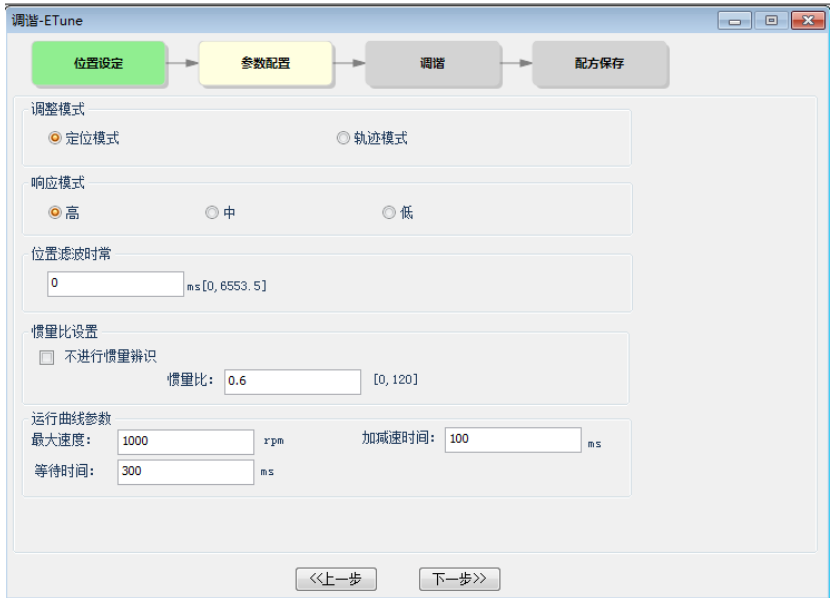 调谐-ETune
位置设定 参数配置 调谐 配方保存
调整模式
定位模式 轨迹模式
响应模式
高 中 低
位置滤波时常
0 ms[0,6553.5]
惯量比设置
不进行惯量辨识
惯量比: 0.6 [0,120]
运行曲线参数
最大速度: 1000 rpm 加减速时间: 100 ms
等待时间: 300 ms
<<上一步 下一步>>